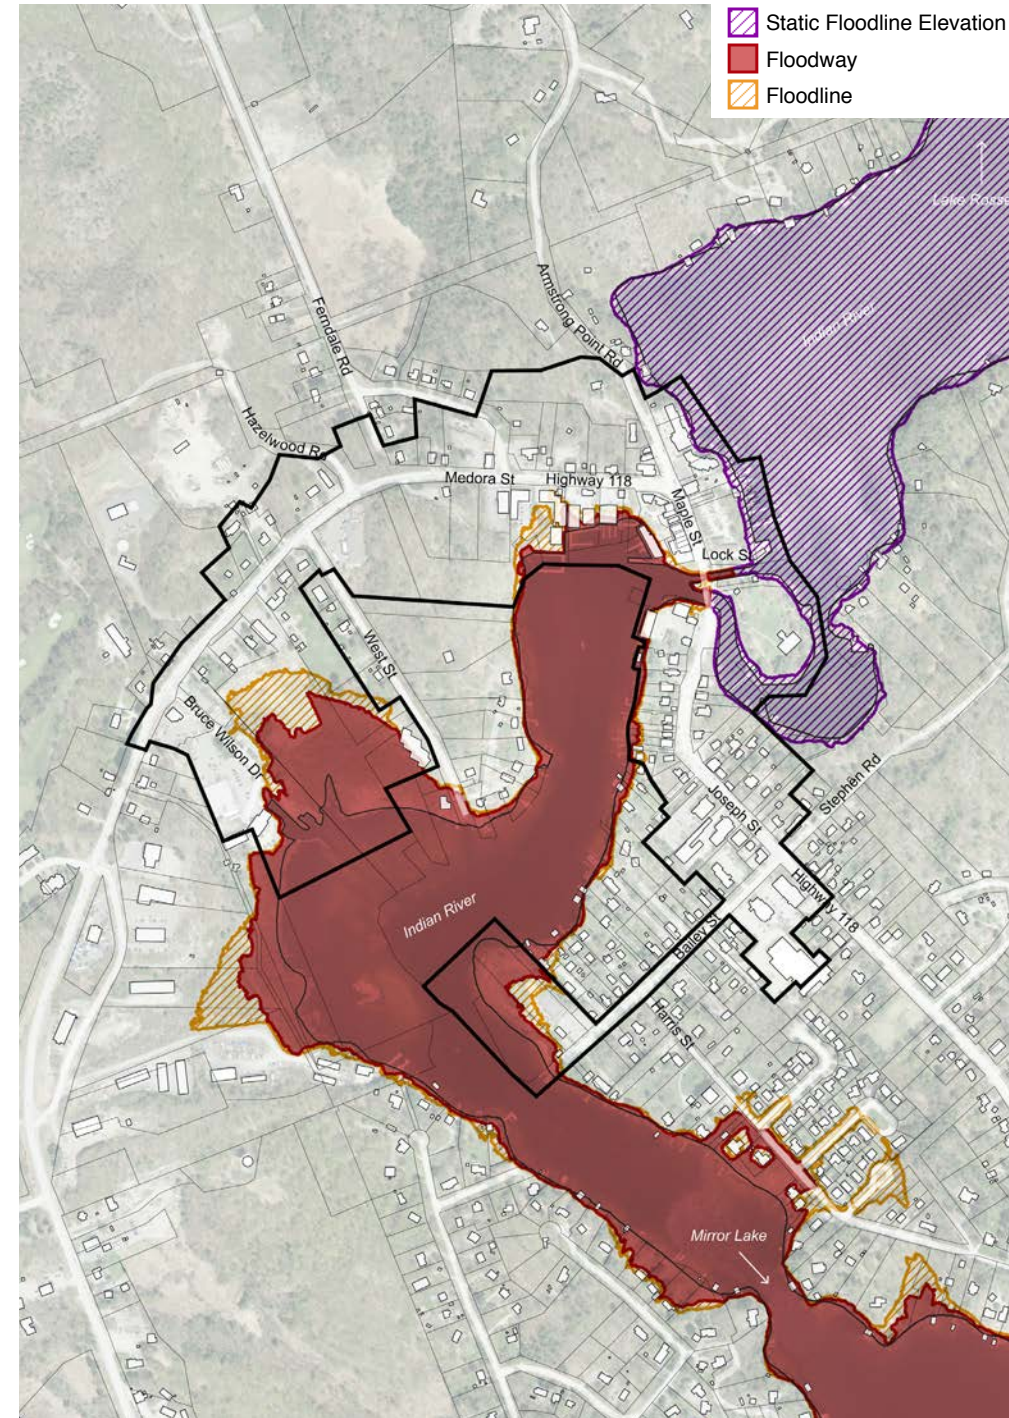 Static Floodline Elevation
Floodway
Floodline
Indian River
Armstrong Point Rd
Ferndale Rd
Hazelwood
Medora St
Highway 118
Maple St
Lock St
West St
Bruce Wilson Dr
Stephen Rd
Joseph St
Highway 118
Indian River
Bailey St
Harris St
Mirror Lake